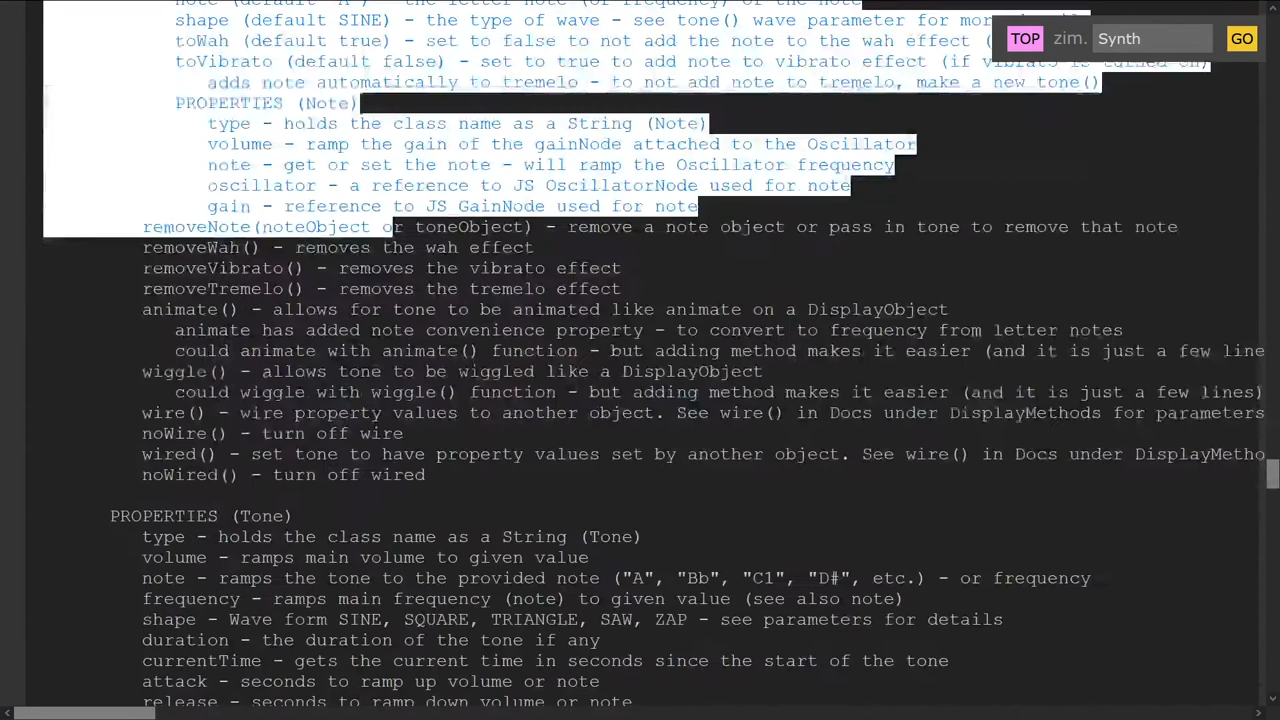 note (default "A") - the letter note (or frequency) of the note
shape (default SINE) - the type of wave - see tone() wave parameter for more
TOP zim. Synth GO
toWah (default true) - set to false to not add the note to the wah effect (
toVibrato (default false) - set to true to add note to vibrato effect (if vibrato is turned on)
adds note automatically to tremelo - to not add note to tremelo, make a new tone()
PROPERTIES (Note)
type - holds the class name as a String (Note)
volume - ramp the gain of the gainNode attached to the Oscillator
note - get or set the note - will ramp the Oscillator frequency
oscillator - a reference to JS OscillatorNode used for note
gain - reference to JS GainNode used for note
removeNote(noteObject or toneObject) - remove a note object or pass in tone to remove that note
removeWah() - removes the wah effect
removeVibrato() - removes the vibrato effect
removeTremelo() - removes the tremelo effect
animate() - allows for tone to be animated like animate on a DisplayObject
animate has added note convenience property - to convert to frequency from letter notes
could animate with animate() function - but adding method makes it easier (and it is just a few line
wiggle() - allows tone to be wiggled like a DisplayObject
could wiggle with wiggle() function - but adding method makes it easier (and it is just a few lines)
wire() - wire property values to another object. See wire() in Docs under DisplayMethods for parameters
noWire() - turn off wire
wired() - set tone to have property values set by another object. See wire() in Docs under DisplayMetho
noWired() - turn off wired
PROPERTIES (Tone)
type - holds the class name as a String (Tone)
volume - ramps main volume to given value
note - ramps the tone to the provided note ("A", "Bb", "C1", "D#", etc.) - or frequency
frequency - ramps main frequency (note) to given value (see also note)
shape - Wave form SINE, SQUARE, TRIANGLE, SAW, ZAP - see parameters for details
duration - the duration of the tone if any
currentTime - gets the current time in seconds since the start of the tone
attack - seconds to ramp up volume or note
release - seconds to ramp down volume or note